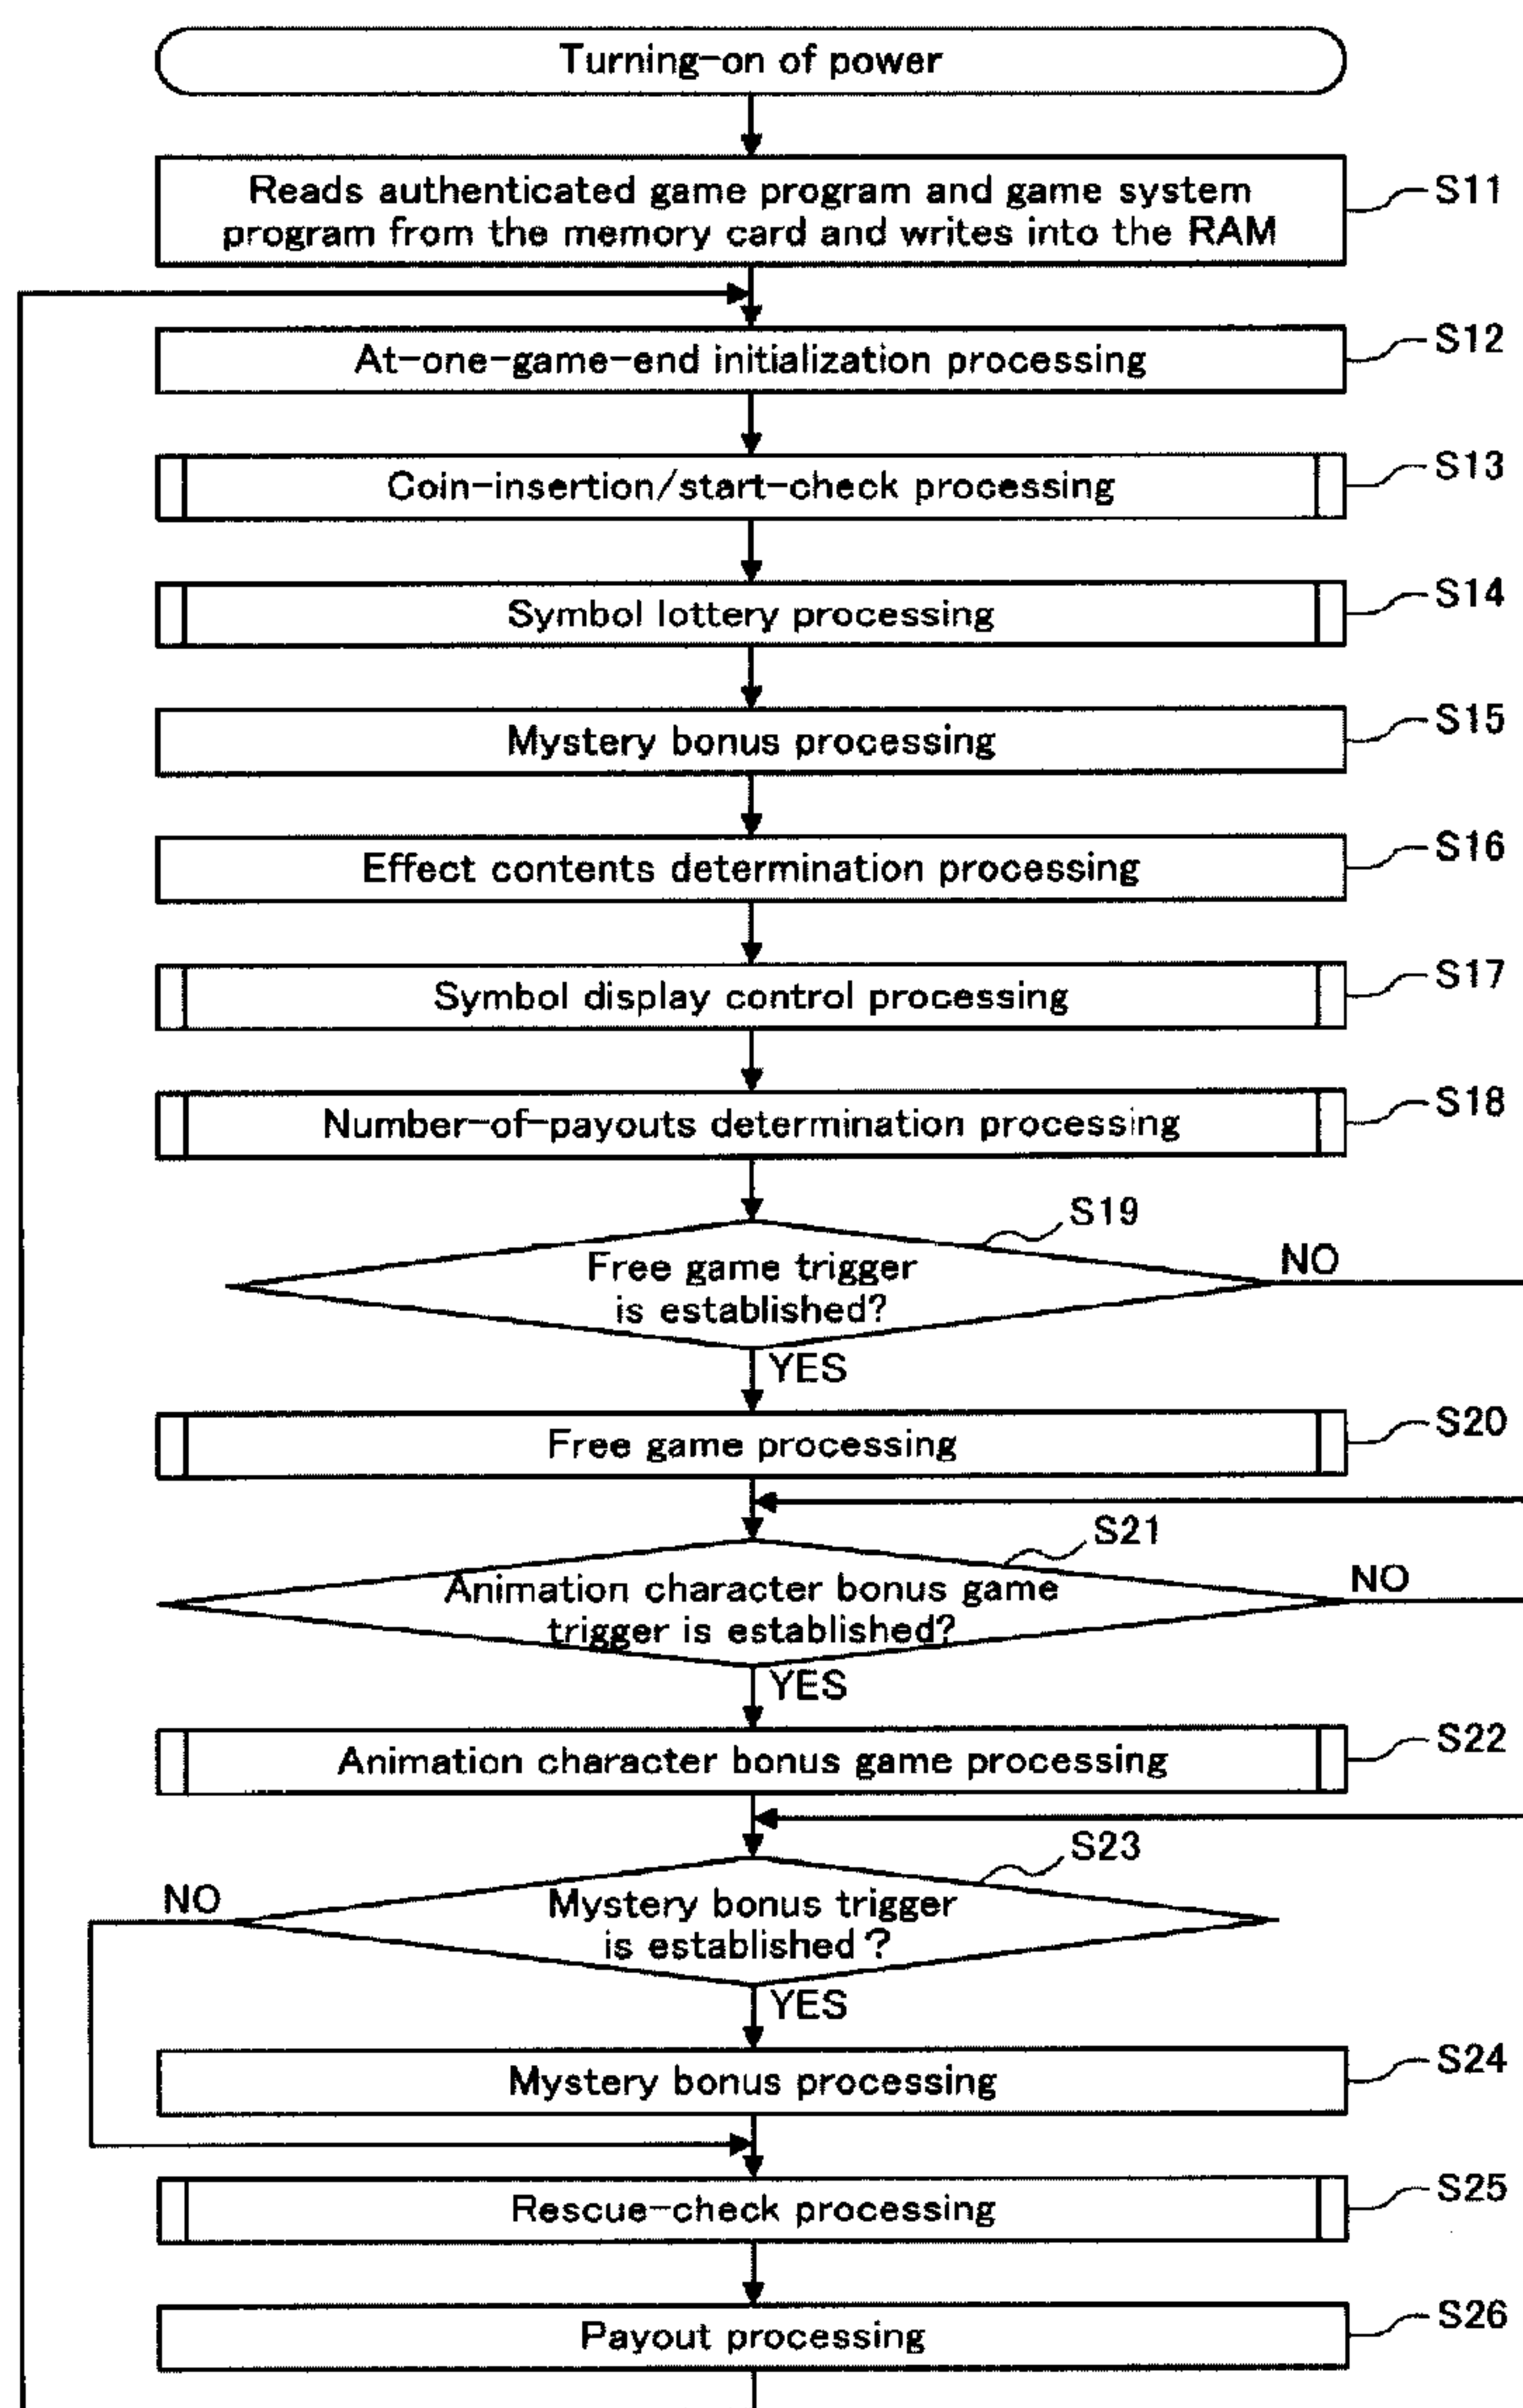 Turning-on of power
Reads authenticated game program and game system
program from the memory card and writes into the RAM
S11
At-one-game-end initialization processing
S12
Coin-insertion/start-check processing
S13
Symbol lottery processing
S14
Mystery bonus processing
S15
Effect contents determination processing
S16
Symbol display control processing
S17
Number-of-payouts determination processing
S18
S19
Free game trigger
is established?
NO
YES
Free game processing
S20
S21
Animation character bonus game
trigger is established?
NO
YES
Animation character bonus game processing
S22
S23
NO
Mystery bonus trigger
is established?
YES
Mystery bonus processing
S24
Rescue-check processing
S25
Payout processing
S26